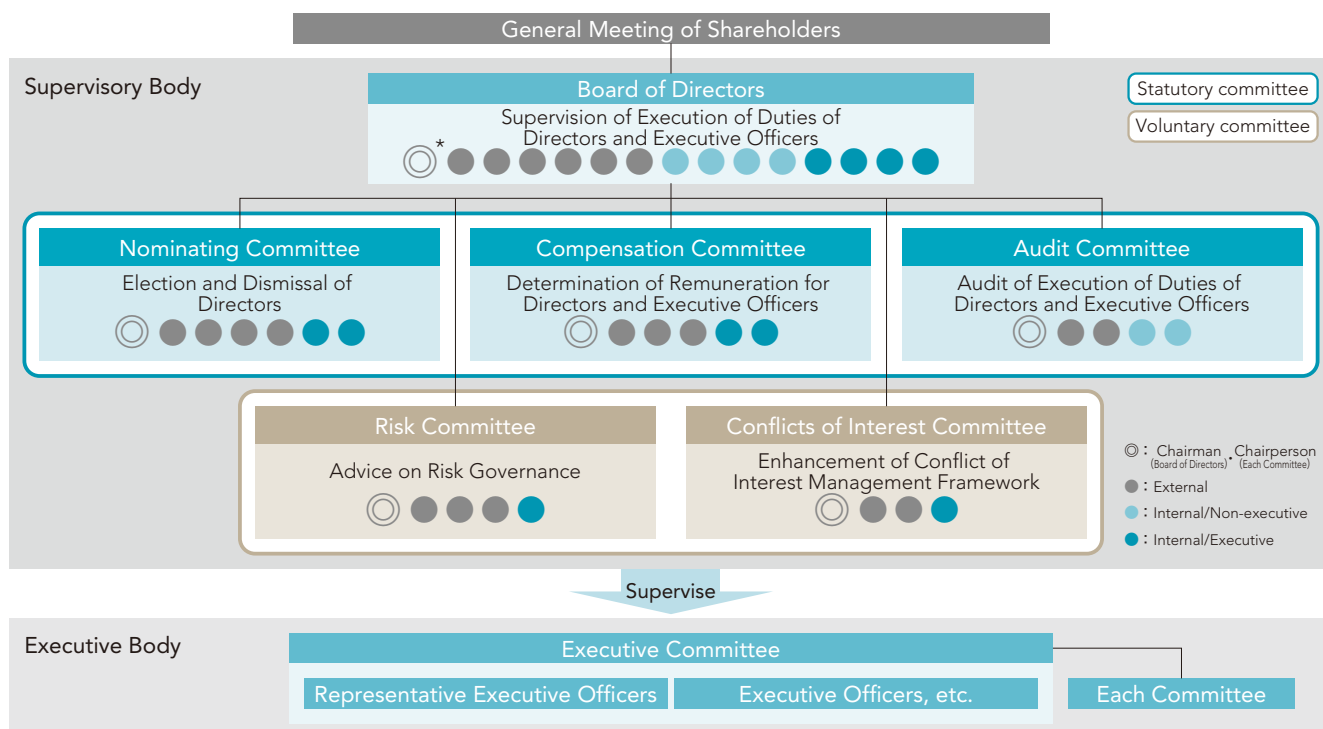 General Meeting of Shareholders
Supervisory Body
Board of Directors
Supervision of Execution of Duties of
Directors and Executive Officers
*
Statutory committee
Voluntary committee
Nominating Committee
Election and Dismissal of
Directors
Compensation Committee
Determination of Remuneration for
Directors and Executive Officers
Audit Committee
Audit of Execution of Duties of
Directors and Executive Officers
Risk Committee
Advice on Risk Governance
Conflicts of Interest Committee
Enhancement of Conflict of
Interest Management Framework
◎ : Chairman · Chairperson
(Board of Directors) (Each Committee)
● : External
● : Internal/Non-executive
● : Internal/Executive
Supervise
Executive Body
Executive Committee
Representative Executive Officers
Executive Officers, etc.
Each Committee